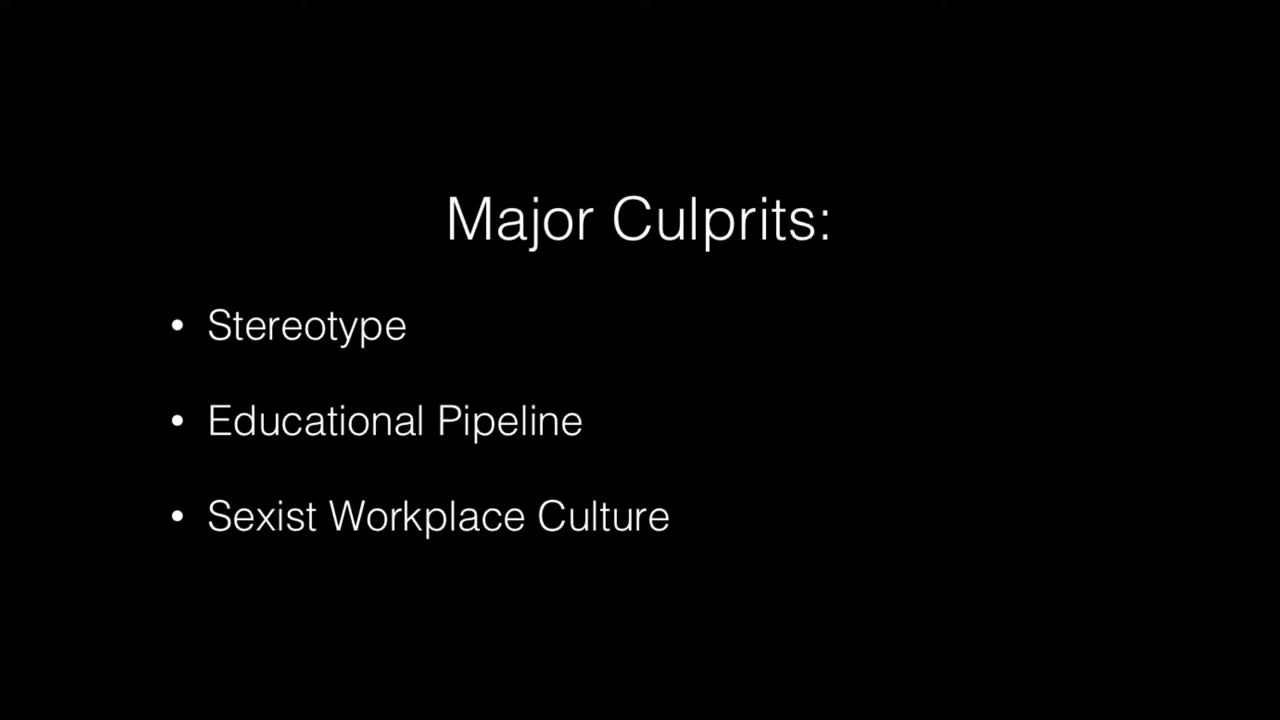 Major Culprits:
• Stereotype
• Educational Pipeline
• Sexist Workplace Culture